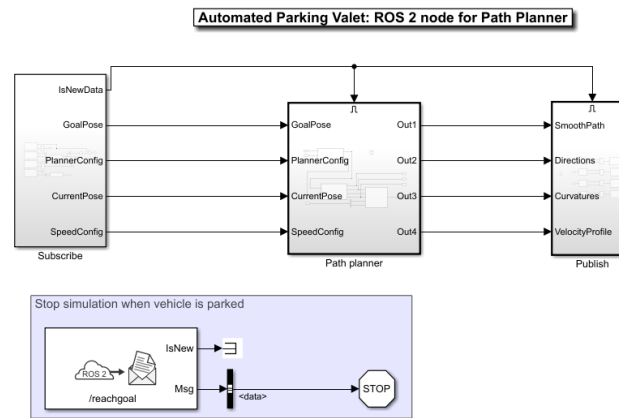 Automated Parking Valet: ROS 2 node for Path Planner
IsNewData
GoalPose
PlannerConfig
CurrentPose
SpeedConfig
Subscribe
GoalPose
PlannerConfig
CurrentPose
SpeedConfig
Out1
Out2
Out3
Out4
Path planner
SmoothPath
Directions
Curvatures
VelocityProfile
Publish
Stop simulation when vehicle is parked
ROS 2
/reachgoal
IsNew
Msg
<data>
STOP